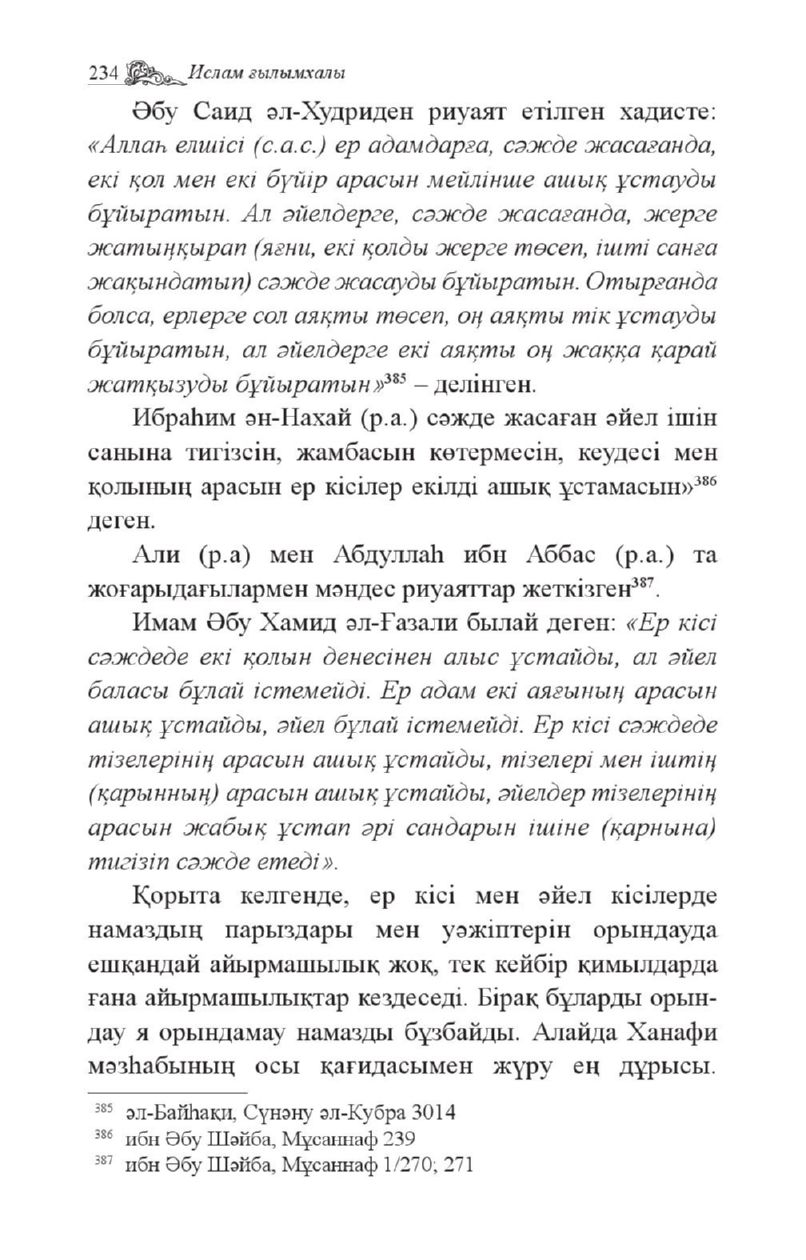 234 Ислам ғылымхалы
Әбу Саид әл-Худриден риуаят етілген хадисте:
«Аллаһ елшісі (с.а.с.) ер адамдарға, сәжде жасағанда,
екі қол мен екі бүйір арасын мейлінше ашық ұстауды
бұйыратын. Ал әйелдерге, сәжде жасағанда, жерге
жатыңқырап (яғни, екі қолды жерге төсеп, ішті санға
жақындатып) сәжде жасауды бұйыратын. Отырғанда
болса, ерлерге сол аяқты төсеп, оң аяқты тік ұстауды
бұйыратын, ал әйелдерге екі аяқты оң жаққа қарай
жатқызуды бұйыратын»³⁸⁵ – делінген.
Ибраһим ән-Нахай (р.а.) сәжде жасаған әйел ішін
санына тигізсін, жамбасын көтермесін, кеудесі мен
қолының арасын ер кісілер екілді ашық ұстамасын»³⁸⁶
деген.
Али (р.а) мен Абдуллаһ ибн Аббас (р.а.) та
жоғарыдағылармен мәндес риуаяттар жеткізген³⁸⁷.
Имам Әбу Хамид әл-Ғазали былай деген: «Ер кісі
сәждеде екі қолын денесінен алыс ұстайды, ал әйел
баласы бұлай істемейді. Ер адам екі аяғының арасын
ашық ұстайды, әйел бұлай істемейді. Ер кісі сәждеде
тізелерінің арасын ашық ұстайды, тізелері мен іштің
(қарынның) арасын ашық ұстайды, әйелдер тізелерінің
арасын жабық ұстап әрі сандарын ішіне (қарнына)
тигізіп сәжде етеді».
Қорыта келгенде, ер кісі мен әйел кісілерде
намаздың парыздары мен уәжіптерін орындауда
ешқандай айырмашылық жоқ, тек кейбір қимылдарда
ғана айырмашылықтар кездеседі. Бірақ бұларды орын-
дау я орындамау намазды бұзбайды. Алайда Ханафи
мәзһабының осы қағидасымен жүру ең дұрысы.
³⁸⁵ әл-Байһақи, Сүнәну әл-Кубра 3014
³⁸⁶ ибн Әбу Шәйба, Мұсаннаф 239
³⁸⁷ ибн Әбу Шәйба, Мұсаннаф 1/270; 271